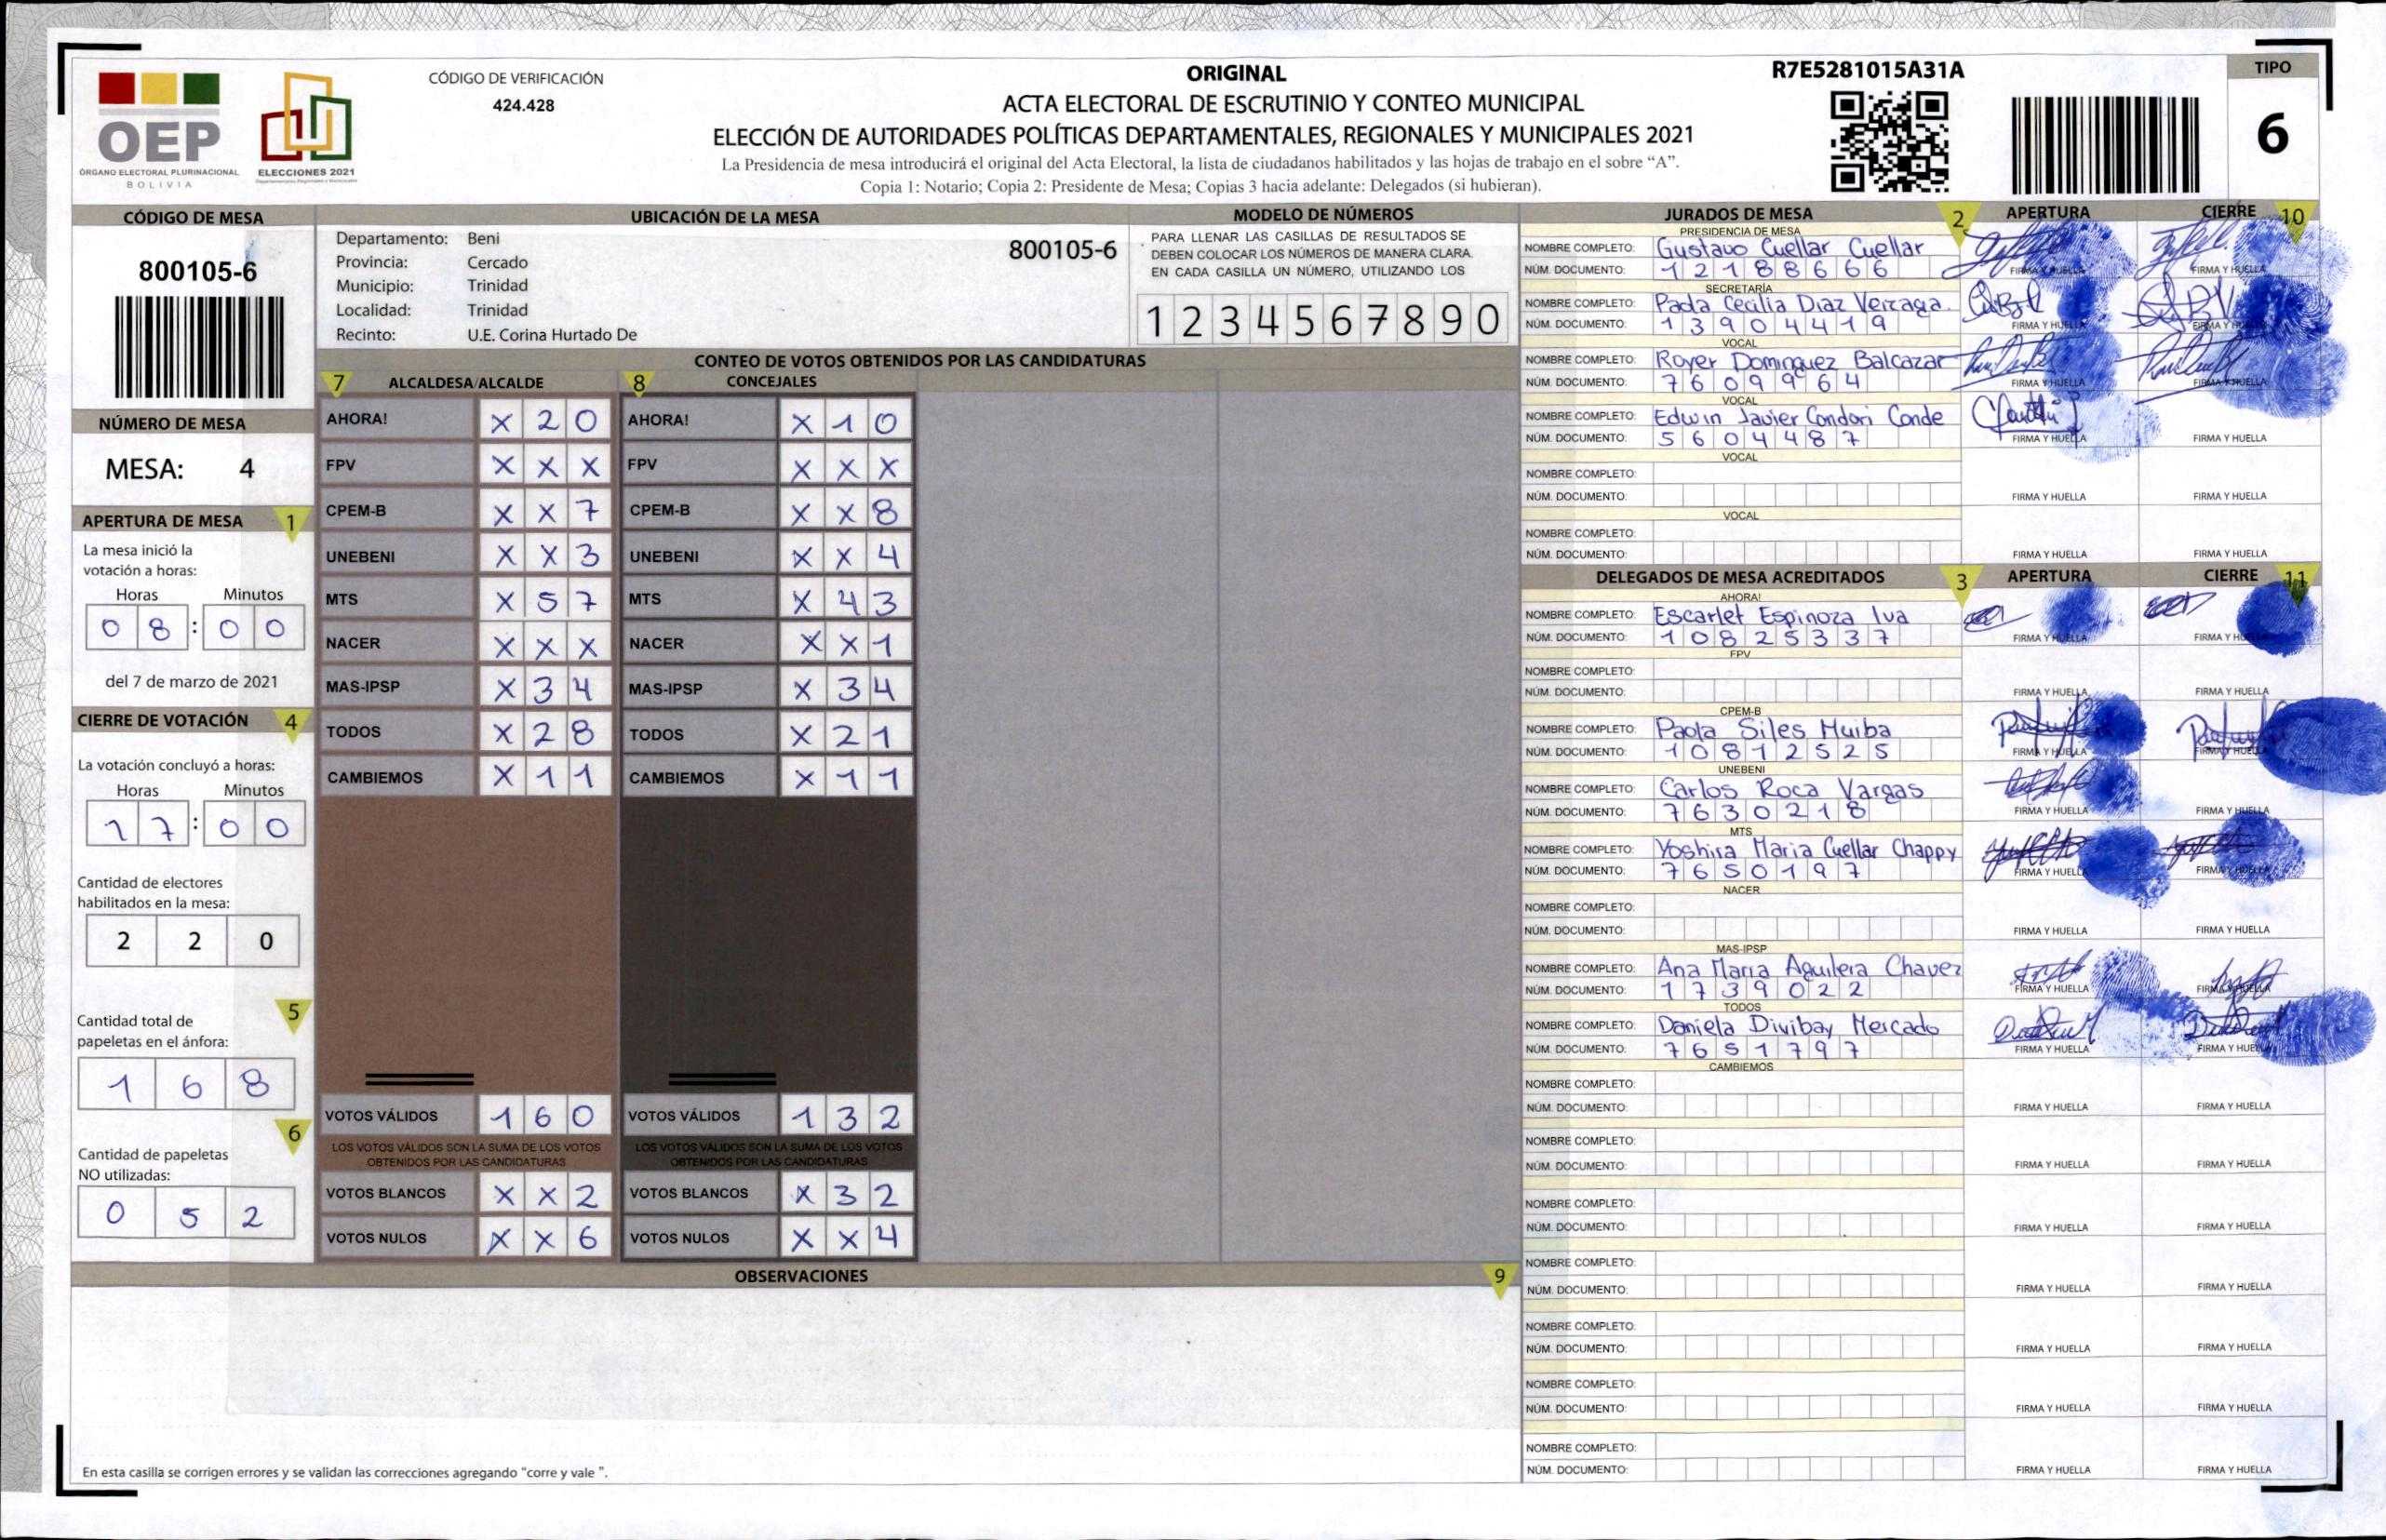 OEP
ÓRGANO ELECTORAL PLURINACIONAL
BOLIVIA
ELECCIONES 2021
CÓDIGO DE VERIFICACIÓN
424.428
ORIGINAL
ACTA ELECTORAL DE ESCRUTINIO Y CONTEO MUNICIPAL
ELECCIÓN DE AUTORIDADES POLÍTICAS DEPARTAMENTALES, REGIONALES Y MUNICIPALES 2021
La Presidencia de mesa introducirá el original del Acta Electoral, la lista de ciudadanos habilitados y las hojas de trabajo en el sobre “A”.
Copia 1: Notario; Copia 2: Presidente de Mesa; Copias 3 hacia adelante: Delegados (si hubieran).
R7E5281015A31A
TIPO
6
CÓDIGO DE MESA
800105-6
NÚMERO DE MESA
MESA: 4
APERTURA DE MESA 1
La mesa inició la
votación a horas:
Horas Minutos
0 8 : 0 0
del 7 de marzo de 2021
CIERRE DE VOTACIÓN 4
La votación concluyó a horas:
Horas Minutos
1 7 : 0 0
Cantidad de electores
habilitados en la mesa:
2 2 0
5
Cantidad total de
papeletas en el ánfora:
1 6 8
6
Cantidad de papeletas
NO utilizadas:
0 5 2
UBICACIÓN DE LA MESA
Departamento: Beni
800105-6
Provincia: Cercado
Municipio: Trinidad
Localidad: Trinidad
Recinto: U.E. Corina Hurtado De
MODELO DE NÚMEROS
PARA LLENAR LAS CASILLAS DE RESULTADOS SE
DEBEN COLOCAR LOS NÚMEROS DE MANERA CLARA.
EN CADA CASILLA UN NÚMERO, UTILIZANDO LOS
1 2 3 4 5 6 7 8 9 0
CONTEO DE VOTOS OBTENIDOS POR LAS CANDIDATURAS
7 ALCALDESA/ALCALDE 8 CONCEJALES
AHORA! X 2 0 AHORA! X 1 0
FPV X X X FPV X X X
CPEM-B X X 7 CPEM-B X X 8
UNEBENI X X 3 UNEBENI X X 4
MTS X 5 7 MTS X 4 3
NACER X X X NACER X X 1
MAS-IPSP X 3 4 MAS-IPSP X 3 4
TODOS X 2 8 TODOS X 2 1
CAMBIEMOS X 1 1 CAMBIEMOS X 1 1
VOTOS VÁLIDOS 1 6 0 VOTOS VÁLIDOS 1 3 2
LOS VOTOS VÁLIDOS SON LA SUMA DE LOS VOTOS LOS VOTOS VÁLIDOS SON LA SUMA DE LOS VOTOS
OBTENIDOS POR LAS CANDIDATURAS OBTENIDOS POR LAS CANDIDATURAS
VOTOS BLANCOS X X 2 VOTOS BLANCOS X 3 2
VOTOS NULOS X X 6 VOTOS NULOS X X 4
OBSERVACIONES 9
En esta casilla se corrigen errores y se validan las correcciones agregando “corre y vale ”.
JURADOS DE MESA 2 APERTURA CIERRE 10
PRESIDENCIA DE MESA
NOMBRE COMPLETO: Gustavo Cuellar Cuellar
NÚM. DOCUMENTO: 1 2 1 8 8 6 6 6 FIRMA Y HUELLA FIRMA Y HUELLA
SECRETARÍA
NOMBRE COMPLETO: Paola Cecilia Diaz Verzaga.
NÚM. DOCUMENTO: 1 3 9 0 4 4 1 9 FIRMA Y HUELLA FIRMA Y HUELLA
VOCAL
NOMBRE COMPLETO: Royer Dominguez Balcazar
NÚM. DOCUMENTO: 7 6 0 9 9 6 4 FIRMA Y HUELLA FIRMA Y HUELLA
VOCAL
NOMBRE COMPLETO: Edwin Javier Condori Conde
NÚM. DOCUMENTO: 5 6 0 4 4 8 7 FIRMA Y HUELLA FIRMA Y HUELLA
VOCAL
NOMBRE COMPLETO:
NÚM. DOCUMENTO: FIRMA Y HUELLA FIRMA Y HUELLA
VOCAL
NOMBRE COMPLETO:
NÚM. DOCUMENTO: FIRMA Y HUELLA FIRMA Y HUELLA
DELEGADOS DE MESA ACREDITADOS 3 APERTURA CIERRE 11
AHORA!
NOMBRE COMPLETO: Escarlet Espinoza Iva
NÚM. DOCUMENTO: 1 0 8 2 5 3 3 7 FIRMA Y HUELLA FIRMA Y HUELLA
FPV
NOMBRE COMPLETO:
NÚM. DOCUMENTO: FIRMA Y HUELLA FIRMA Y HUELLA
CPEM-B
NOMBRE COMPLETO: Paola Siles Muiba
NÚM. DOCUMENTO: 1 0 8 1 2 5 2 5 FIRMA Y HUELLA FIRMA Y HUELLA
UNEBENI
NOMBRE COMPLETO: Carlos Roca Vargas
NÚM. DOCUMENTO: 7 6 3 0 2 1 8 FIRMA Y HUELLA FIRMA Y HUELLA
MTS
NOMBRE COMPLETO: Yoshira Maria Cuellar Chappy
NÚM. DOCUMENTO: 7 6 5 0 1 9 7 FIRMA Y HUELLA FIRMA Y HUELLA
NACER
NOMBRE COMPLETO:
NÚM. DOCUMENTO: FIRMA Y HUELLA FIRMA Y HUELLA
MAS-IPSP
NOMBRE COMPLETO: Ana Maria Aguilera Chavez
NÚM. DOCUMENTO: 1 7 3 9 0 2 2 FIRMA Y HUELLA FIRMA Y HUELLA
TODOS
NOMBRE COMPLETO: Daniela Divibay Mercado
NÚM. DOCUMENTO: 7 6 5 1 7 9 7 FIRMA Y HUELLA FIRMA Y HUELLA
CAMBIEMOS
NOMBRE COMPLETO:
NÚM. DOCUMENTO: FIRMA Y HUELLA FIRMA Y HUELLA
NOMBRE COMPLETO:
NÚM. DOCUMENTO: FIRMA Y HUELLA FIRMA Y HUELLA
NOMBRE COMPLETO:
NÚM. DOCUMENTO: FIRMA Y HUELLA FIRMA Y HUELLA
NOMBRE COMPLETO:
NÚM. DOCUMENTO: FIRMA Y HUELLA FIRMA Y HUELLA
NOMBRE COMPLETO:
NÚM. DOCUMENTO: FIRMA Y HUELLA FIRMA Y HUELLA
NOMBRE COMPLETO:
NÚM. DOCUMENTO: FIRMA Y HUELLA FIRMA Y HUELLA
NOMBRE COMPLETO:
NÚM. DOCUMENTO: FIRMA Y HUELLA FIRMA Y HUELLA